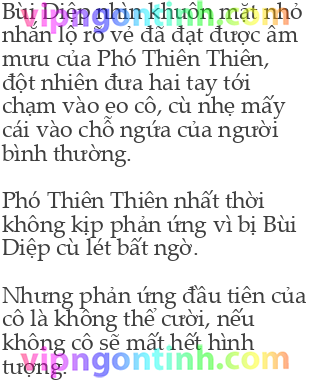 Bùi Diệp nhìn khuôn mặt nhỏ
nhắn lộ rõ vẻ đã đạt được âm
mưu của Phó Thiên Thiên,
đột nhiên đưa hai tay tới
chạm vào eo cô, cù nhẹ mấy
cái vào chỗ ngứa của người
bình thường.
Phó Thiên Thiên nhất thời
không kịp phản ứng vì bị Bùi
Diệp cù lét bất ngờ.
Nhưng phản ứng đầu tiên của
cô là không thể cười, nếu
không cô sẽ mất hết hình
tượng.
vipngontinh.com
vipngontinh.com